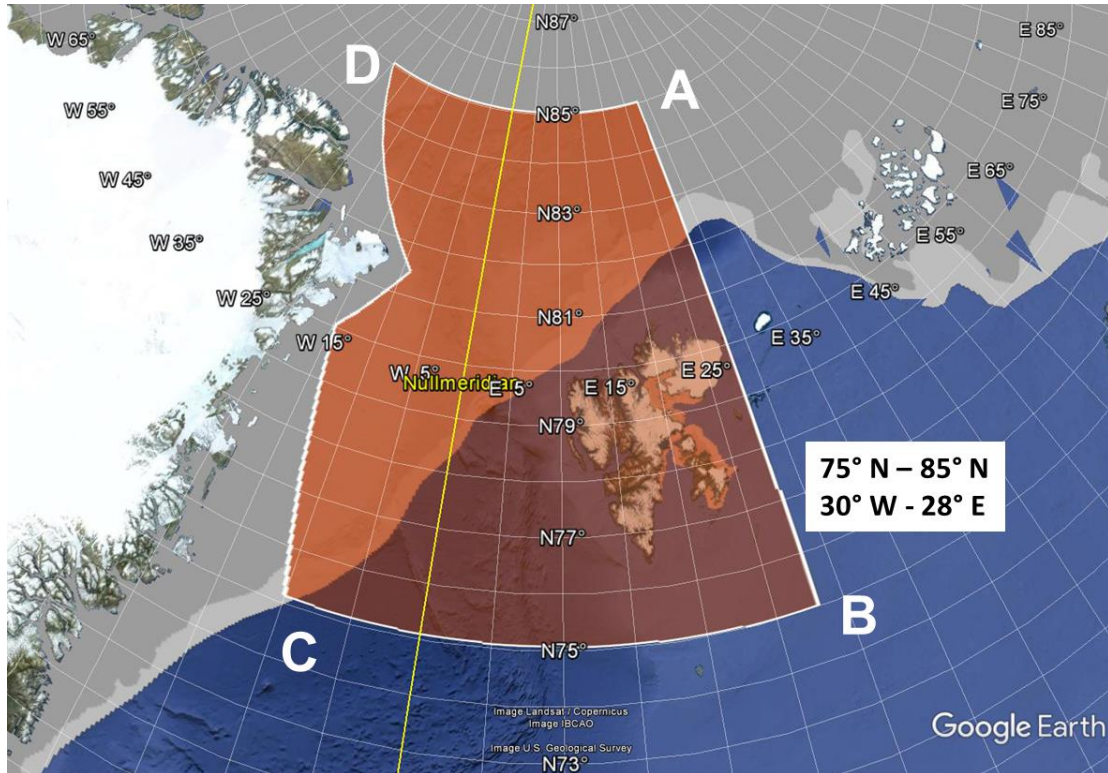 N87°
W 65°
E 85°
D
A
W 55°
N85°
E 75°
W 45°
E 65°
N83°
W 35°
E 55°
W 25°
E 45°
N81°
W 15°
E 35°
W 5°
Nullmeridian
E 5°
E 15°
E 25°
N79°
75° N – 85° N
30° W - 28° E
N77°
B
C
N75°
Image Landsat / Copernicus
Image IBCAO
Google Earth
Image U.S. Geological Survey
N73°